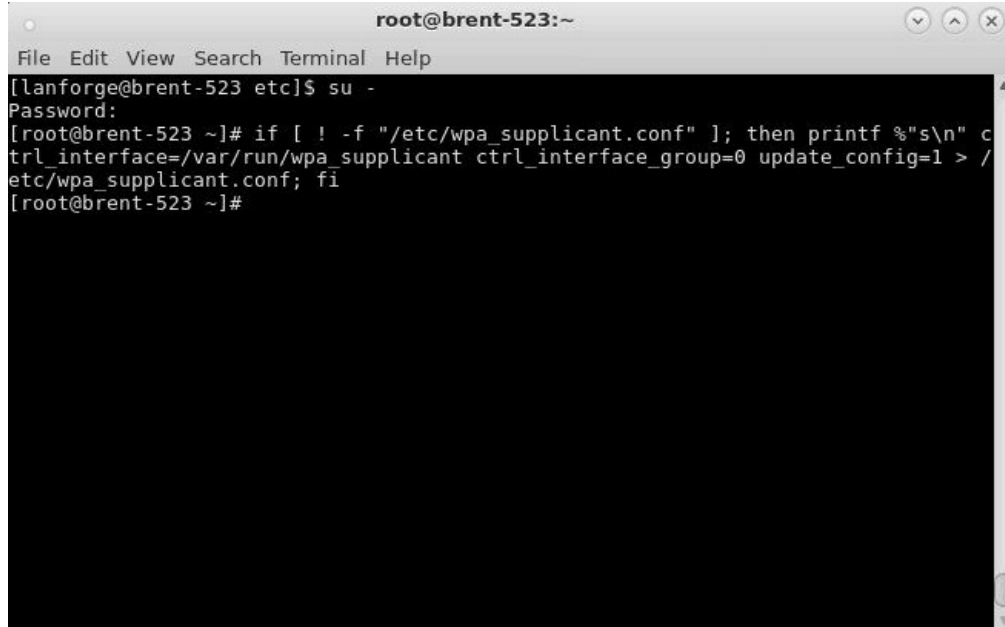 root@brent-523:~
File Edit View Search Terminal Help
[lanforge@brent-523 etc]$ su -
Password:
[root@brent-523 ~]# if [ ! -f "/etc/wpa_supplicant.conf" ]; then printf %"s\n" c
trl_interface=/var/run/wpa_supplicant ctrl_interface_group=0 update_config=1 > /
etc/wpa_supplicant.conf; fi
[root@brent-523 ~]#